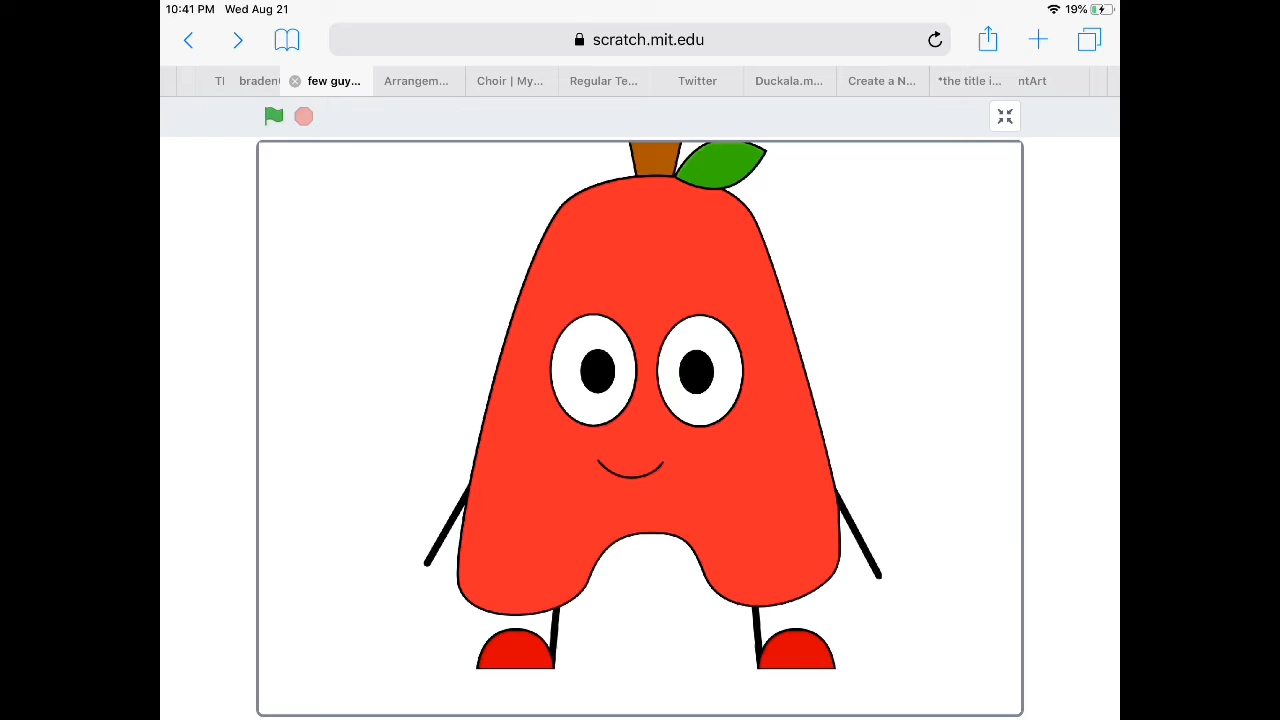 10:41 PM Wed Aug 21 19%
scratch.mit.edu
braden few guy... Arrangem... Choir | My... Regular Te... Twitter Duckala.m... Create a N... *the title i... ntArt